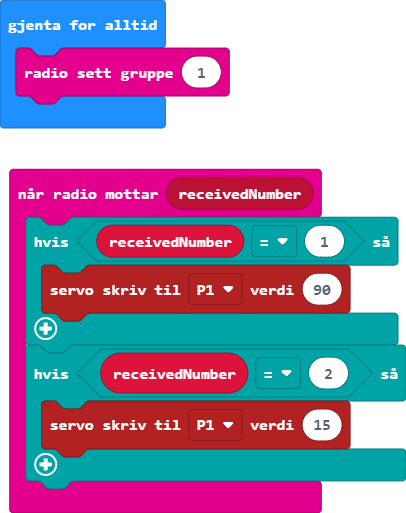 gjenta for alltid
radio sett gruppe 1
når radio mottar receivedNumber
hvis receivedNumber = 1 så
servo skriv til P1 verdi 90
hvis receivedNumber = 2 så
servo skriv til P1 verdi 15